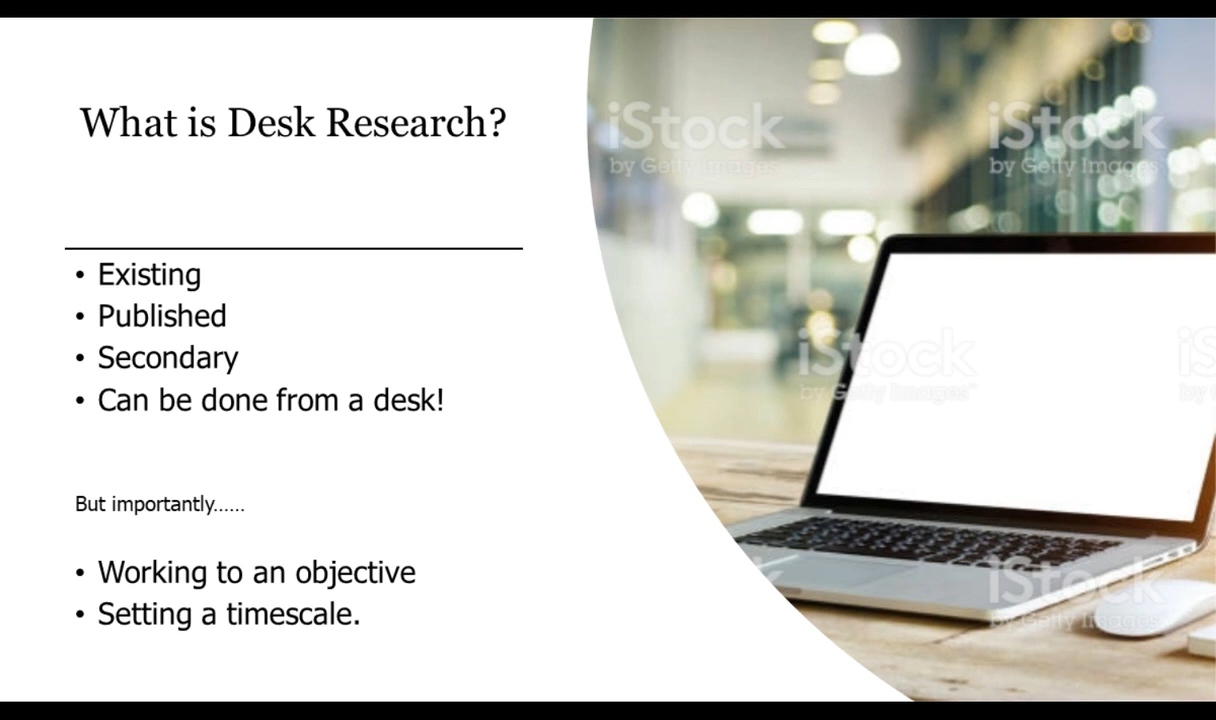 What is Desk Research?
• Existing
• Published
• Secondary
• Can be done from a desk!
But importantly......
• Working to an objective
• Setting a timescale.
iStock
by Getty Images
iStock
by Getty Images
iStock
by Getty Images™
iStock
by Getty Images